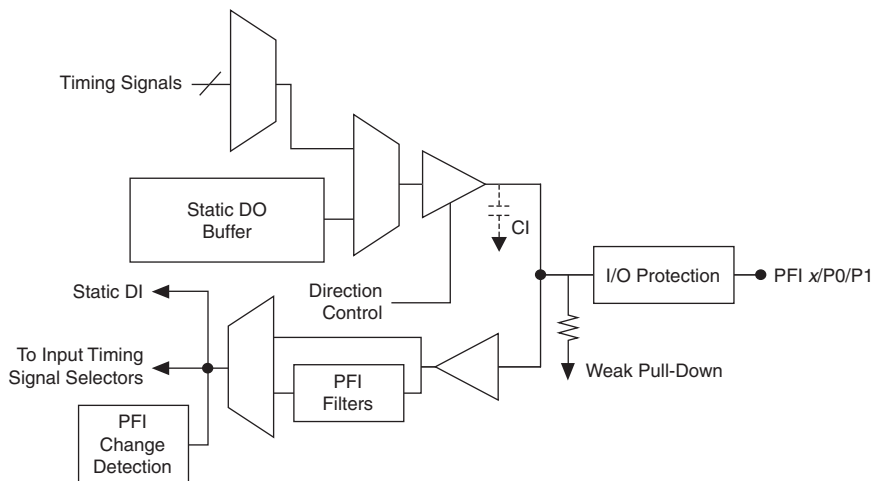 Timing Signals
Static DO
Buffer
CI
I/O Protection
PFI x/P0/P1
Static DI
Direction
Control
To Input Timing
Signal Selectors
PFI
Filters
Weak Pull-Down
PFI
Change
Detection